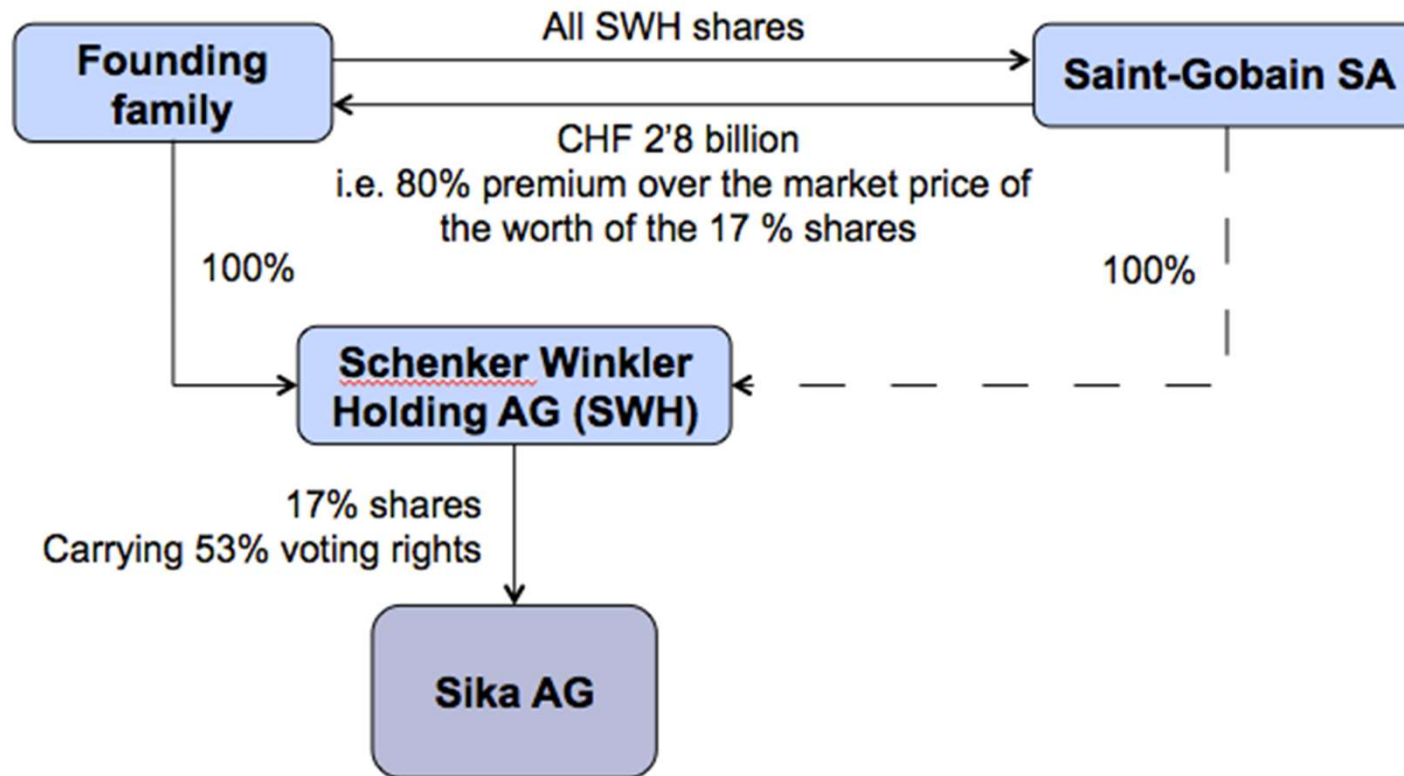 All SWH shares
Founding
family
Saint-Gobain SA
CHF 2'8 billion
i.e. 80% premium over the market price of
the worth of the 17 % shares
100%
100%
Schenker Winkler
Holding AG (SWH)
17% shares
Carrying 53% voting rights
Sika AG